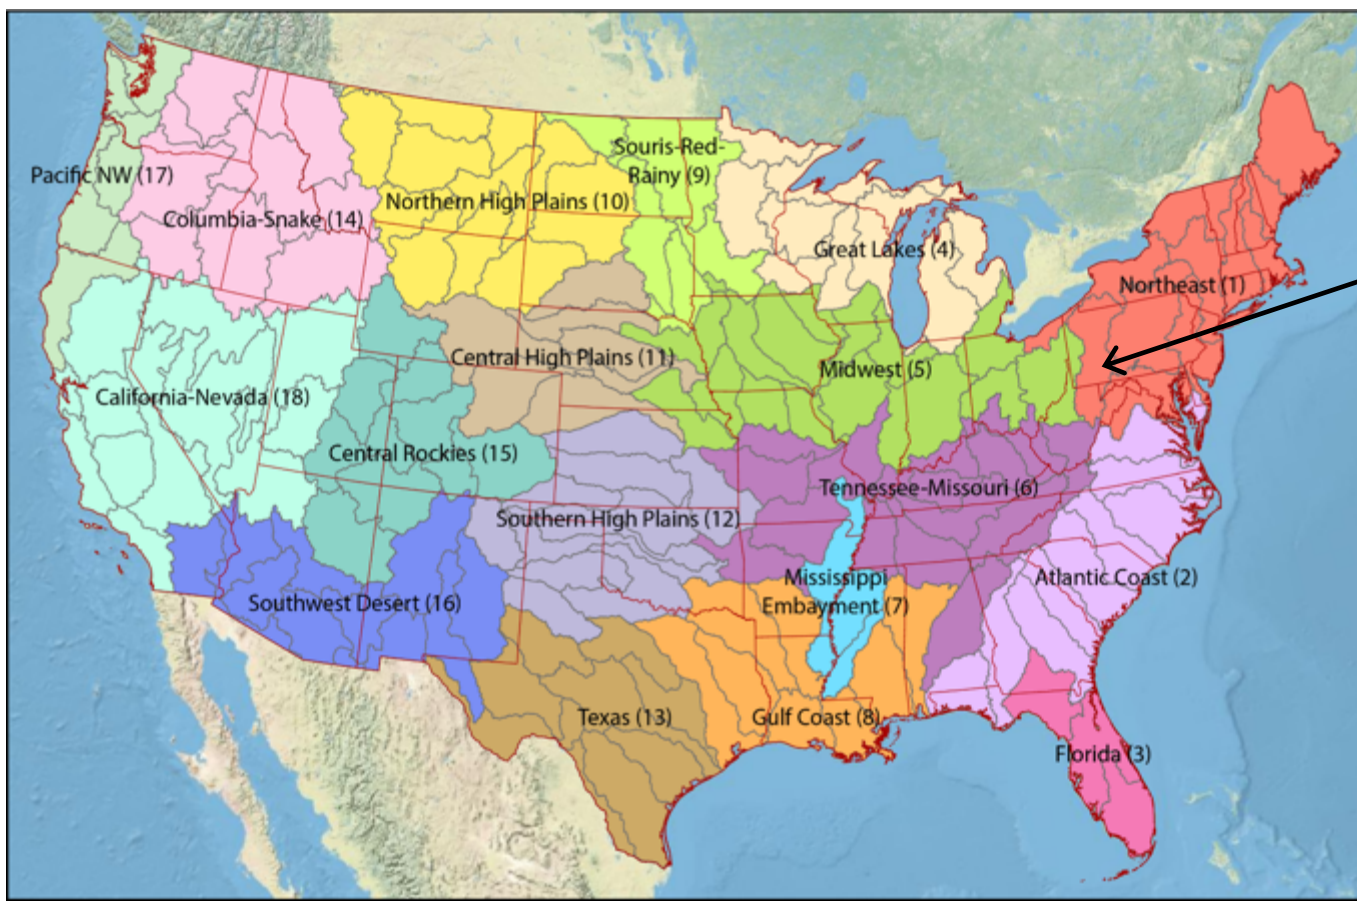 Souris-Red-
Rainy (9)
Pacific NW (17)
Northern High Plains (10)
Columbia-Snake (14)
Great Lakes (4)
Northeast (1)
Central High Plains (11)
Midwest (5)
California-Nevada (18)
Central Rockies (15)
Tennessee-Missouri (6)
Southern High Plains (12)
Mississippi
Embayment (7)
Atlantic Coast (2)
Southwest Desert (16)
Texas (13)
Gulf Coast (8)
Florida (3)